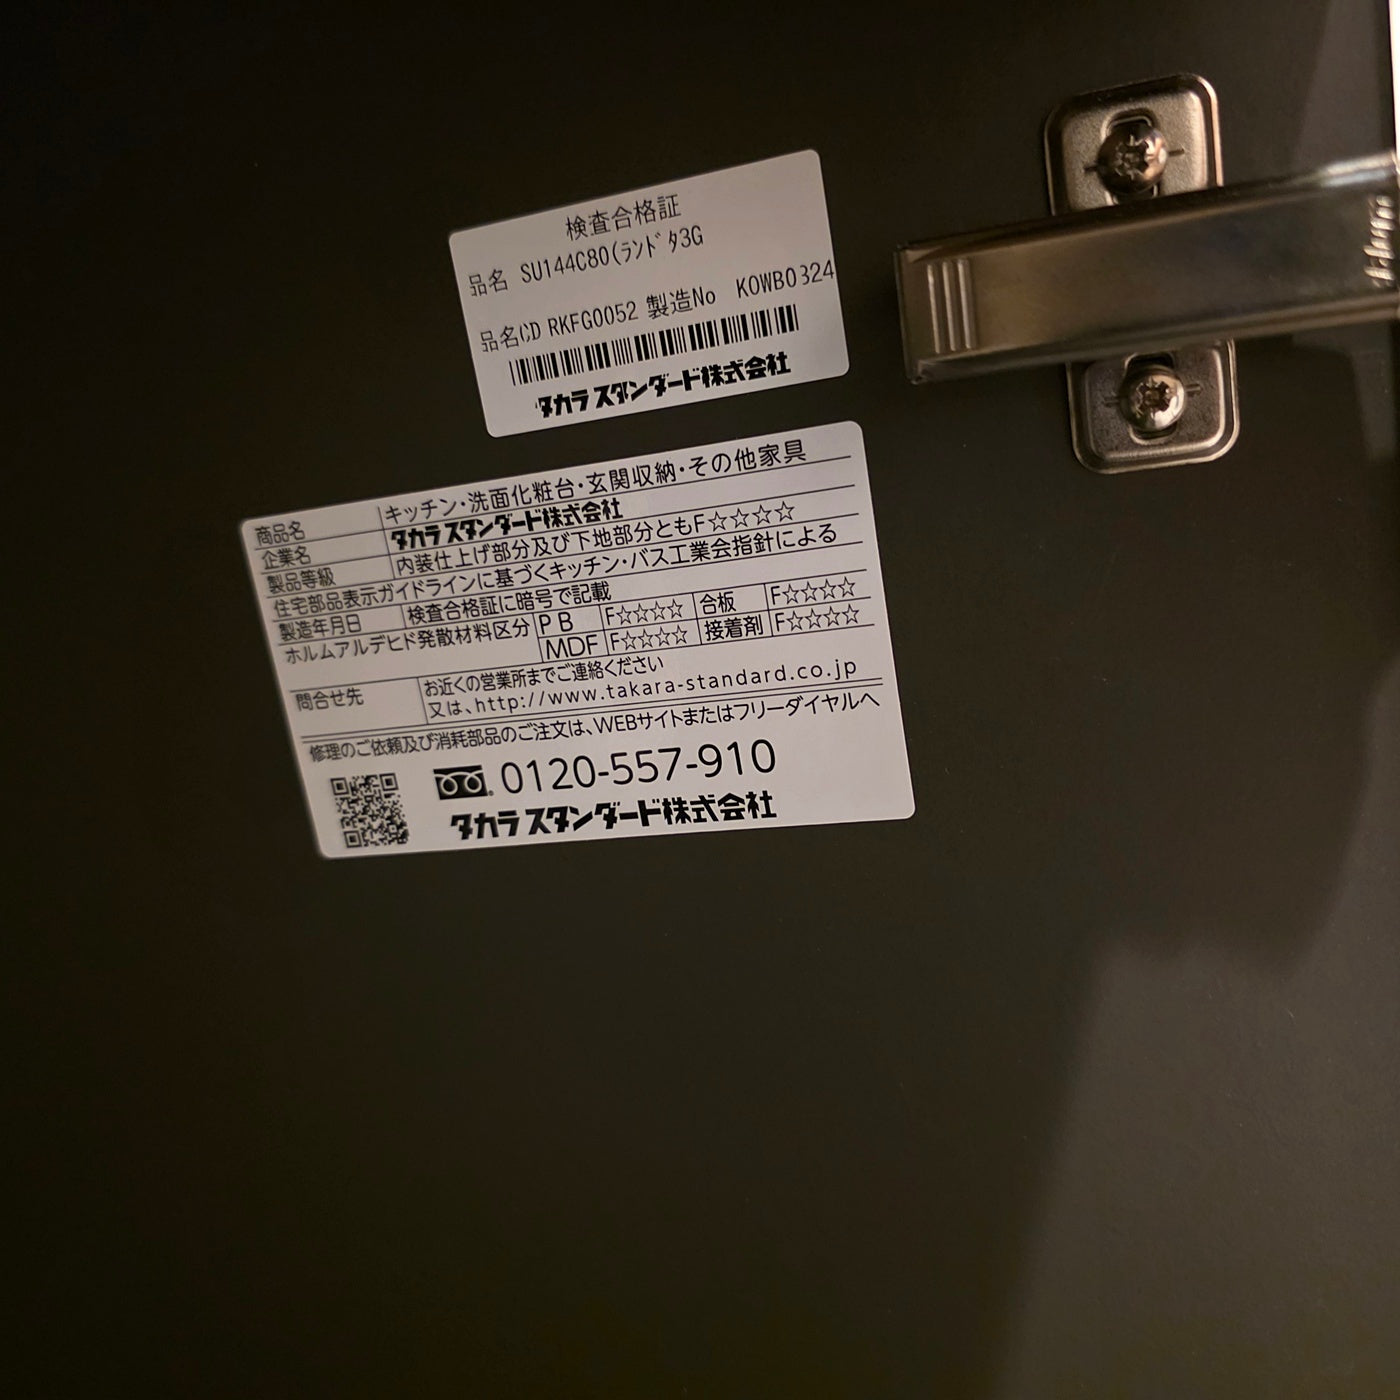 検査合格証
品名 SU144C80(ﾗﾝﾄﾞﾀ3G
品名CD RKFG0052 製造No KOWB0324
タカラスタンダード株式会社
商品名 キッチン・洗面化粧台・玄関収納・その他家具
企業名 タカラスタンダード株式会社
製品等級 内装仕上げ部分及び下地部分ともF☆☆☆☆
住宅部品表示ガイドラインに基づくキッチン・バス工業会指針による
製造年月日 検査合格証に暗号で記載
ホルムアルデヒド発散材料区分 PB F☆☆☆☆ 合板 F☆☆☆☆
MDF F☆☆☆☆ 接着剤 F☆☆☆☆
問合せ先 お近くの営業所までご連絡ください
又は、http://www.takara-standard.co.jp
修理のご依頼及び消耗部品のご注文は、WEBサイトまたはフリーダイヤルへ
0120-557-910
タカラスタンダード株式会社